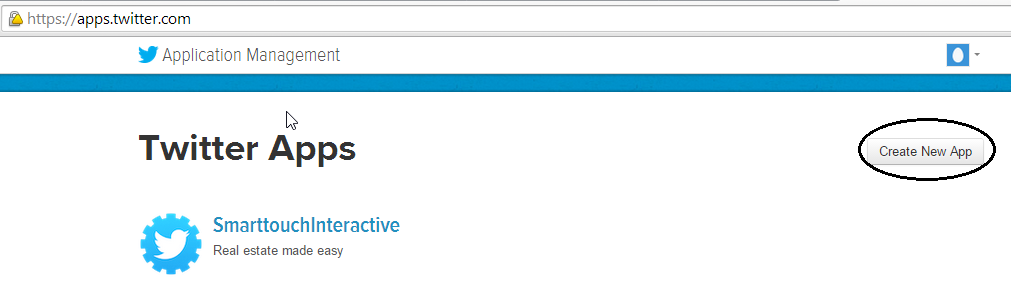 https://apps.twitter.com
Application Management
Twitter Apps
Create New App
SmarttouchInteractive
Real estate made easy